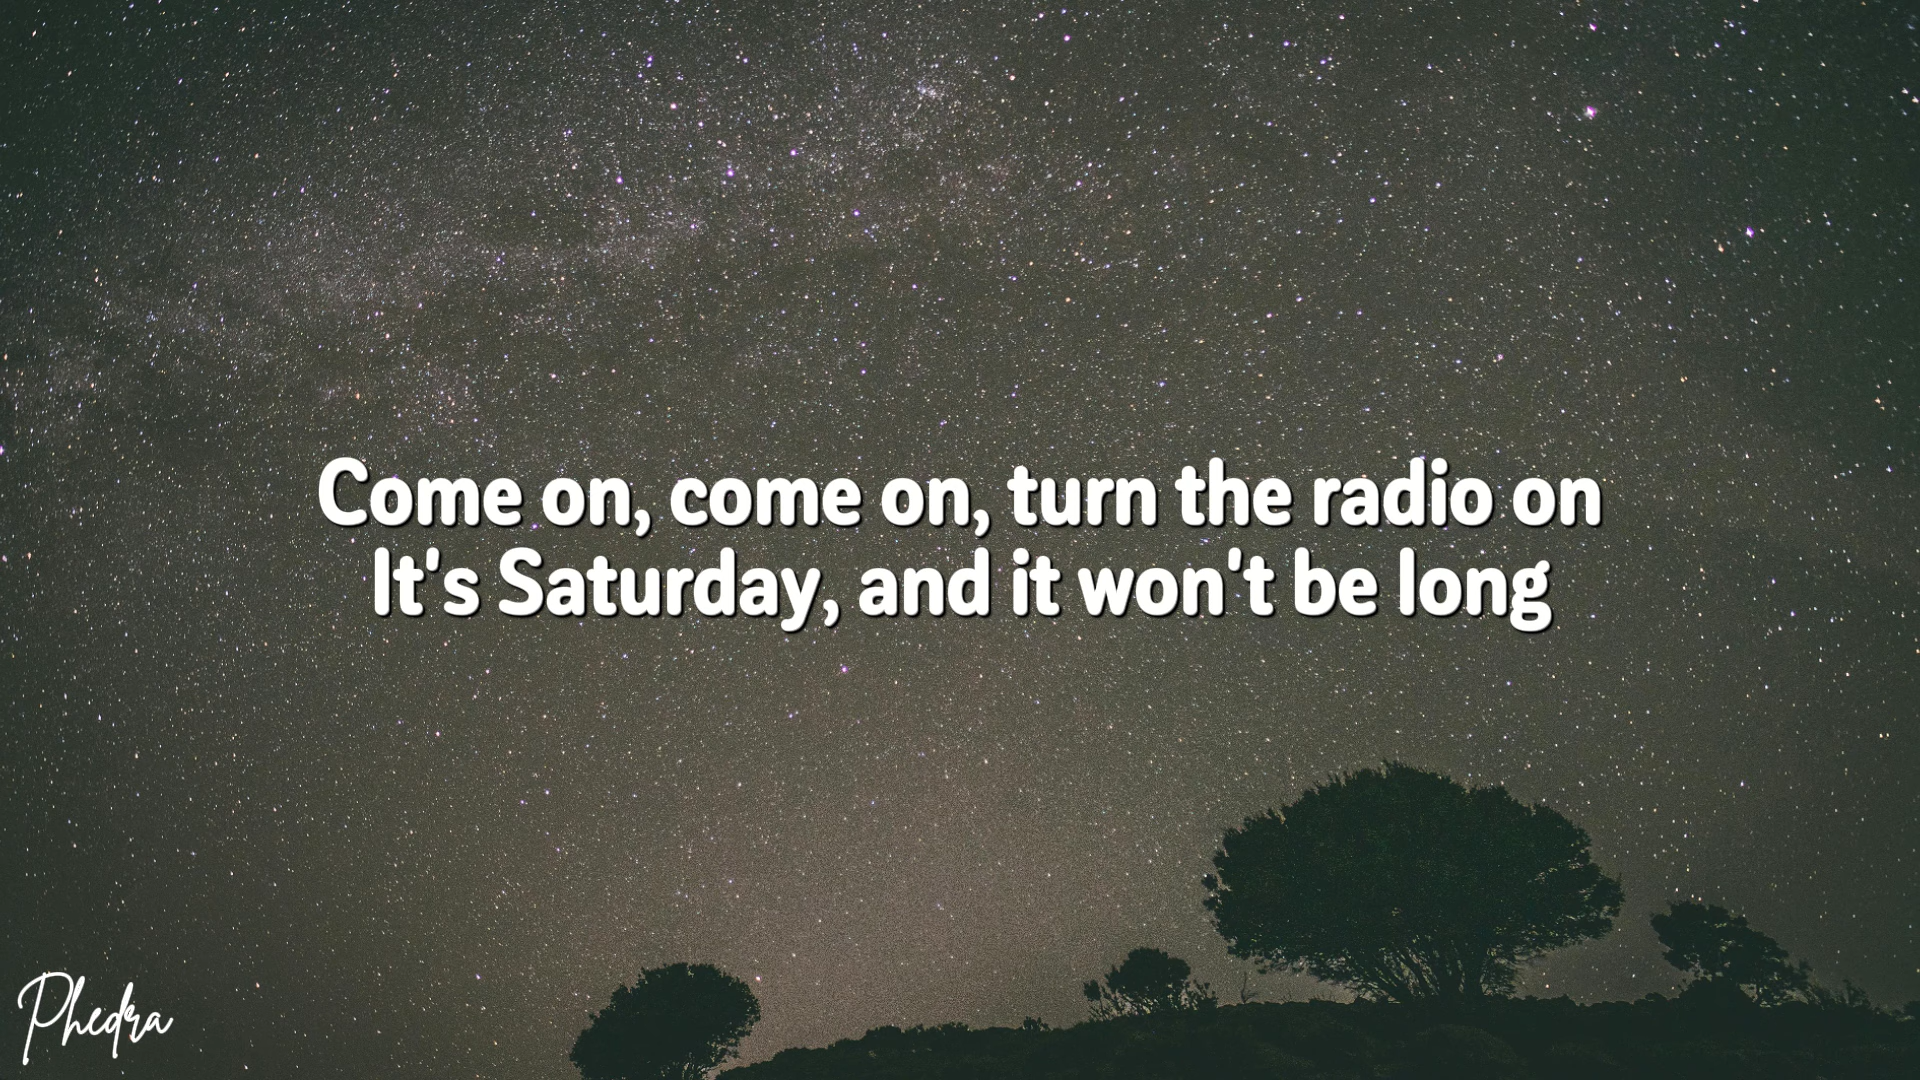 Come on, come on, turn the radio on
It's Saturday, and it won't be long
Phedra